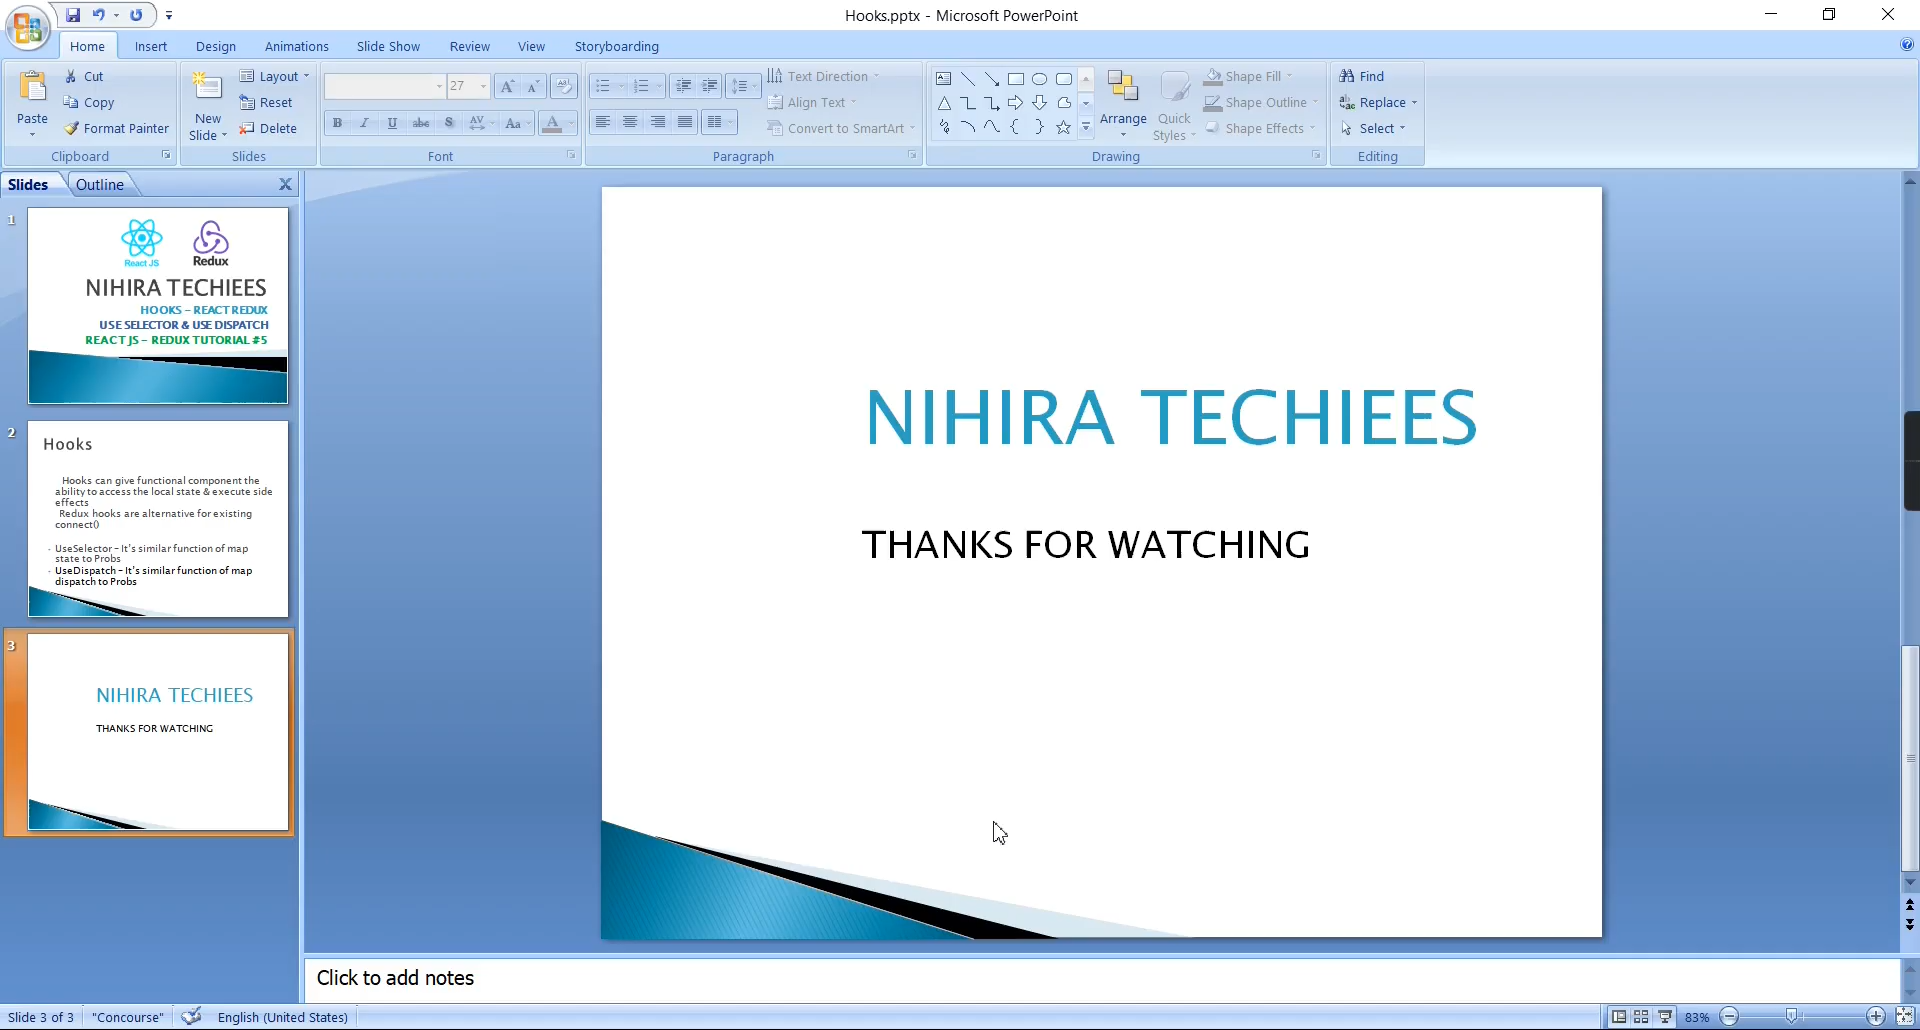 Hooks.pptx - Microsoft PowerPoint
Home Insert Design Animations Slide Show Review View Storyboarding
Paste
Cut
Copy
Format Painter
Clipboard
New
Slide
Layout
Reset
Delete
Slides
27
B I U abc S AV Aa A
Font
Text Direction
Align Text
Convert to SmartArt
Paragraph
Arrange
Quick
Styles
Shape Fill
Shape Outline
Shape Effects
Drawing
Find
Replace
Select
Editing
Slides Outline
1
React JS
Redux
NIHIRA TECHIEES
HOOKS – REACT REDUX
USE SELECTOR & USE DISPATCH
REACT JS – REDUX TUTORIAL #5
2
Hooks
Hooks can give functional component the
ability to access the local state & execute side
effects
Redux hooks are alternative for existing
connect()
- UseSelector – It's similar function of map
state to Probs
- UseDispatch – It's similar function of map
dispatch to Probs
3
NIHIRA TECHIEES
THANKS FOR WATCHING
NIHIRA TECHIEES
THANKS FOR WATCHING
Click to add notes
Slide 3 of 3 "Concourse" English (United States) 83%